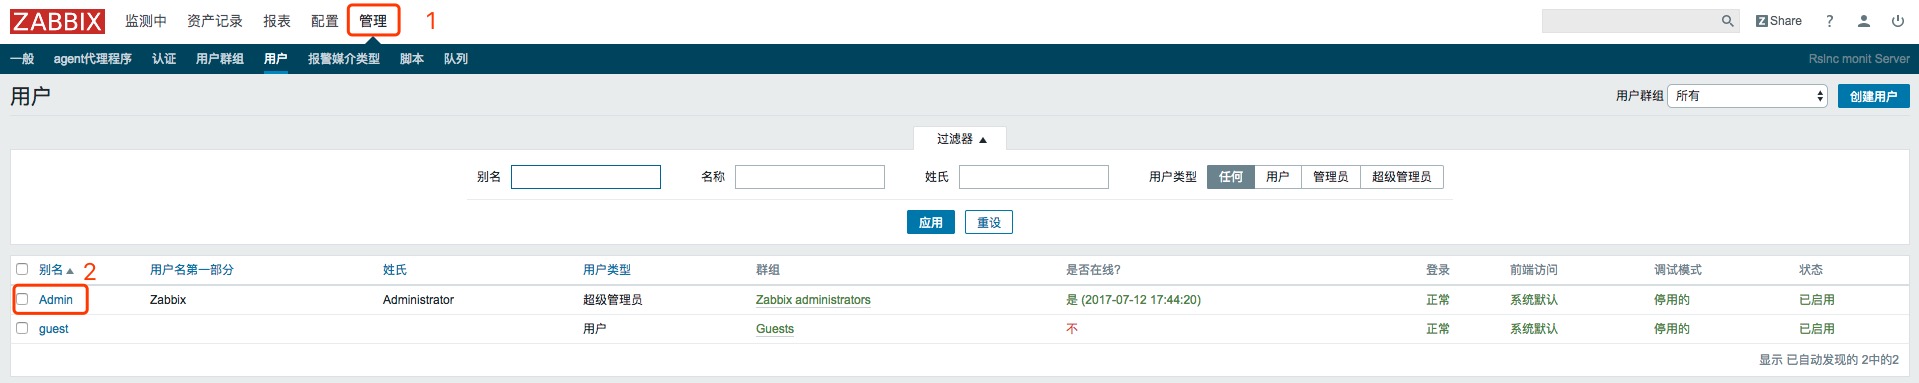 ZABBIX 监测中 资产记录 报表 配置 管理 1 Z Share ?
一般 agent代理程序 认证 用户群组 用户 报警媒介类型 脚本 队列 RsInc monit Server
用户 用户群组 所有 创建用户
过滤器 ▲
别名 名称 姓氏 用户类型 任何 用户 管理员 超级管理员
应用 重设
别名 ▲ 2 用户名第一部分 姓氏 用户类型 群组 是否在线? 登录 前端访问 调试模式 状态
Admin Zabbix Administrator 超级管理员 Zabbix administrators 是 (2017-07-12 17:44:20) 正常 系统默认 停用的 已启用
guest 用户 Guests 不 正常 系统默认 停用的 已启用
显示 已自动发现的 2中的2